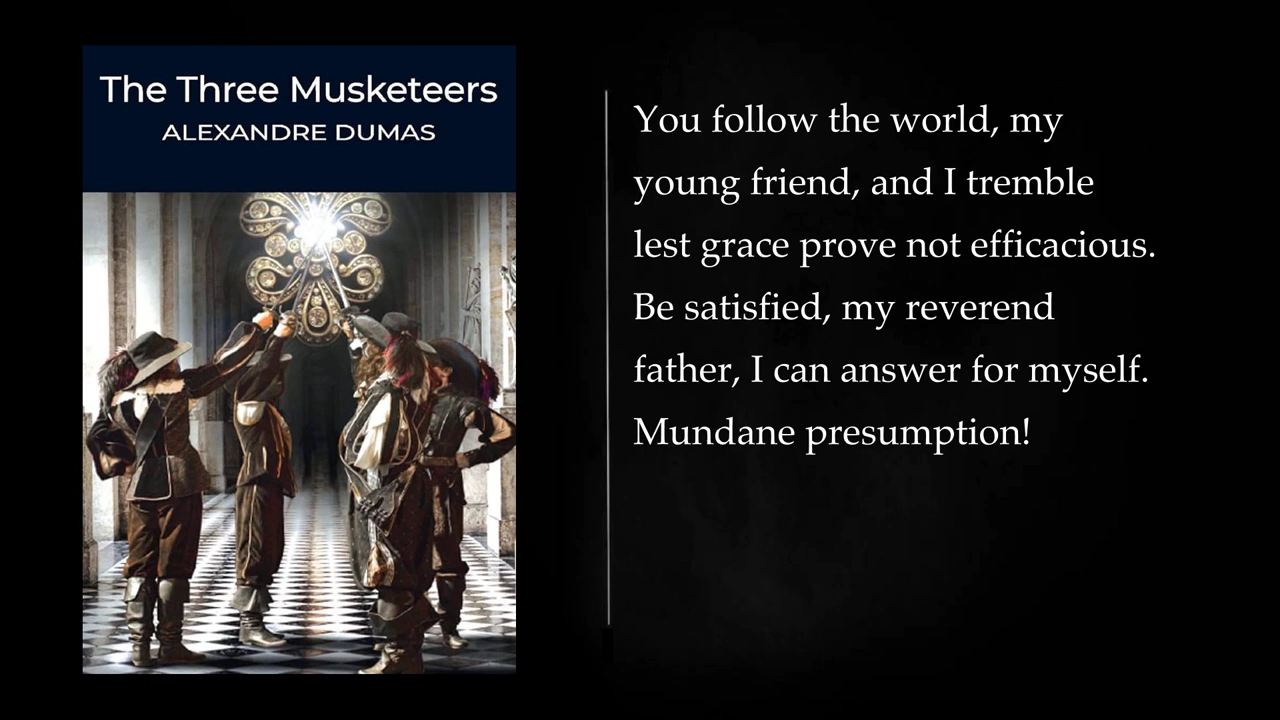 The Three Musketeers
ALEXANDRE DUMAS
You follow the world, my
young friend, and I tremble
lest grace prove not efficacious.
Be satisfied, my reverend
father, I can answer for myself.
Mundane presumption!